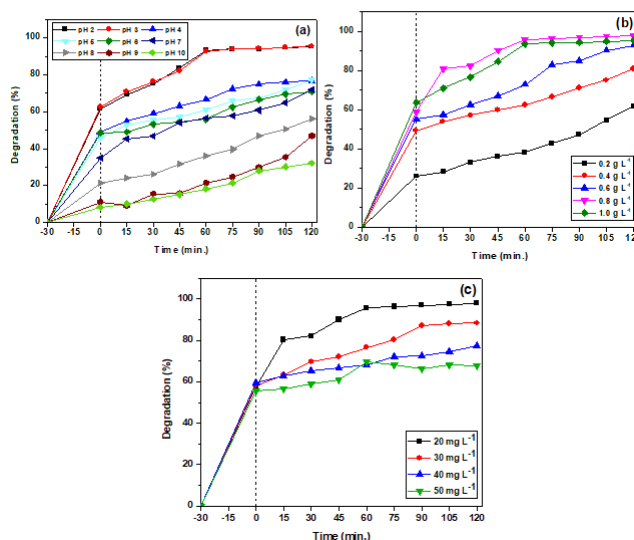 (a)
pH 2 pH 3 pH 4
pH 5 pH 6 pH 7
pH 8 pH 9 pH 10
Degradation (%)
100
80
60
40
20
0
-30 -15 0 15 30 45 60 75 90 105 120
Time (min.)
(b)
Degradation (%)
100
80
60
40
20
0
0.2 g L⁻¹
0.4 g L⁻¹
0.6 g L⁻¹
0.8 g L⁻¹
1.0 g L⁻¹
-30 -15 0 15 30 45 60 75 90 105 120
Time (min.)
(c)
Degradation (%)
100
80
60
40
20
0
20 mg L⁻¹
30 mg L⁻¹
40 mg L⁻¹
50 mg L⁻¹
-30 -15 0 15 30 45 60 75 90 105 120
Time (min.)